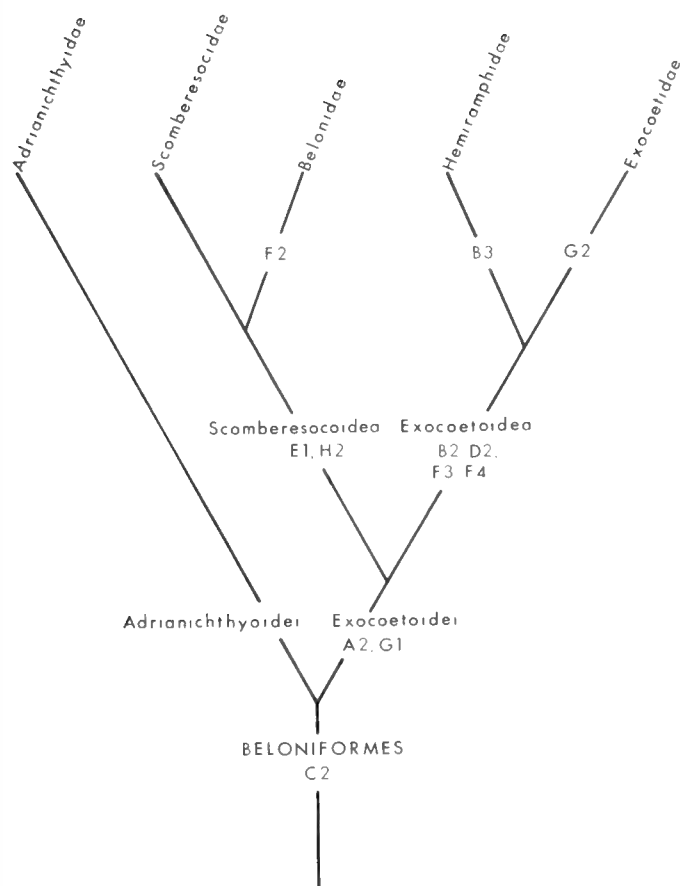 Adrianichthyidae
Scomberesocidae
Belonidae
Hemiramphidae
Exocoetidae
F2
B3
G2
Scomberesocoidea
E1, H2
Exocoetoidea
B2 D2,
F3 F4
Adrianichthyoidei
Exocoetoidei
A2, G1
BELONIFORMES
C2